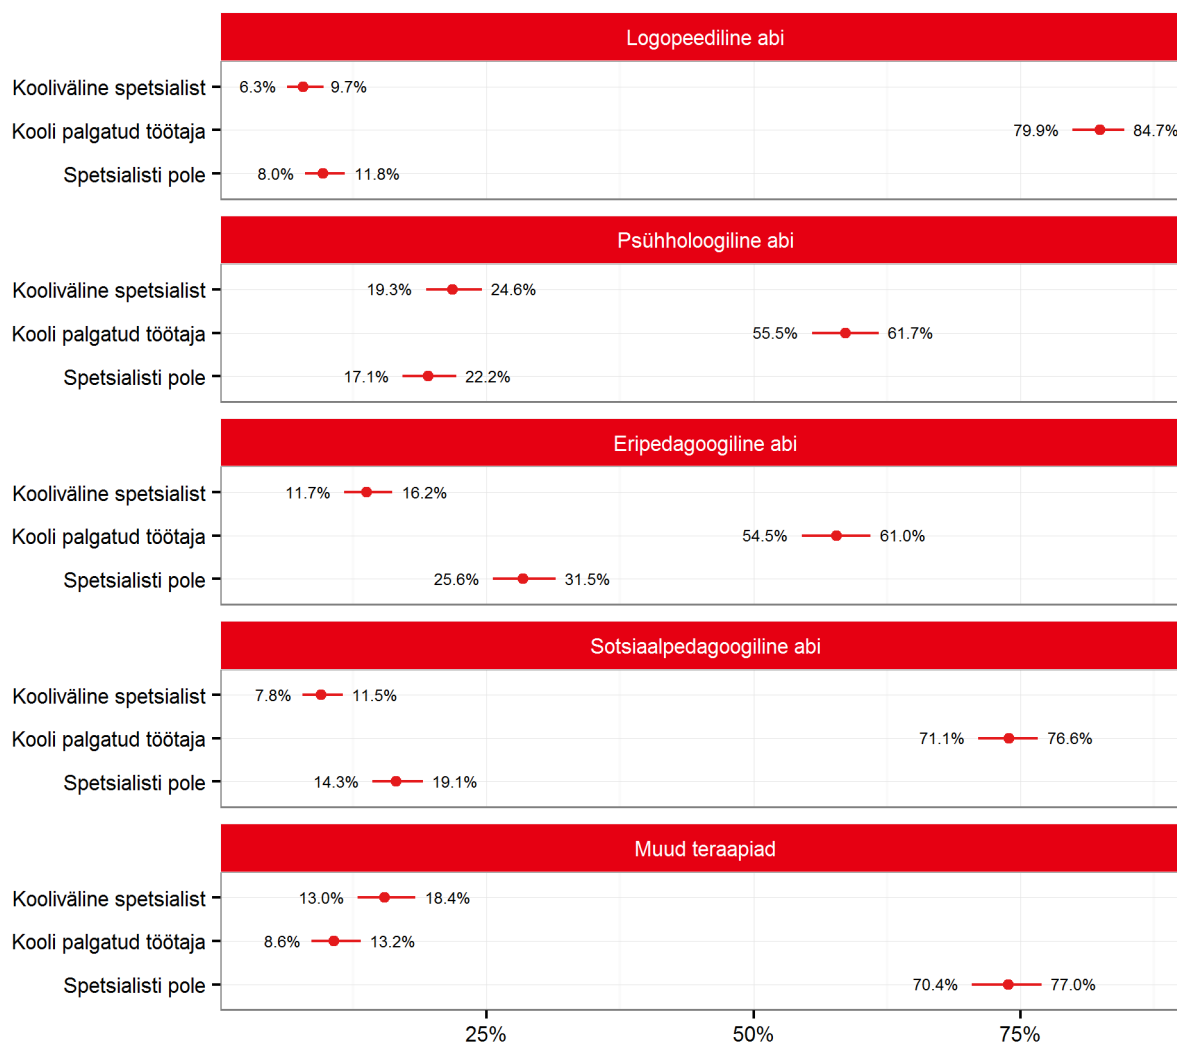 Logopeediline abi
Kooliväline spetsialist 6.3% 9.7%
Kooli palgatud töötaja 79.9% 84.7%
Spetsialisti pole 8.0% 11.8%
Psühholoogiline abi
Kooliväline spetsialist 19.3% 24.6%
Kooli palgatud töötaja 55.5% 61.7%
Spetsialisti pole 17.1% 22.2%
Eripedagoogiline abi
Kooliväline spetsialist 11.7% 16.2%
Kooli palgatud töötaja 54.5% 61.0%
Spetsialisti pole 25.6% 31.5%
Sotsiaalpedagoogiline abi
Kooliväline spetsialist 7.8% 11.5%
Kooli palgatud töötaja 71.1% 76.6%
Spetsialisti pole 14.3% 19.1%
Muud teraapiad
Kooliväline spetsialist 13.0% 18.4%
Kooli palgatud töötaja 8.6% 13.2%
Spetsialisti pole 70.4% 77.0%
25% 50% 75%